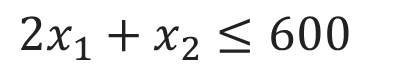 2x₁ + x₂ ≤ 600